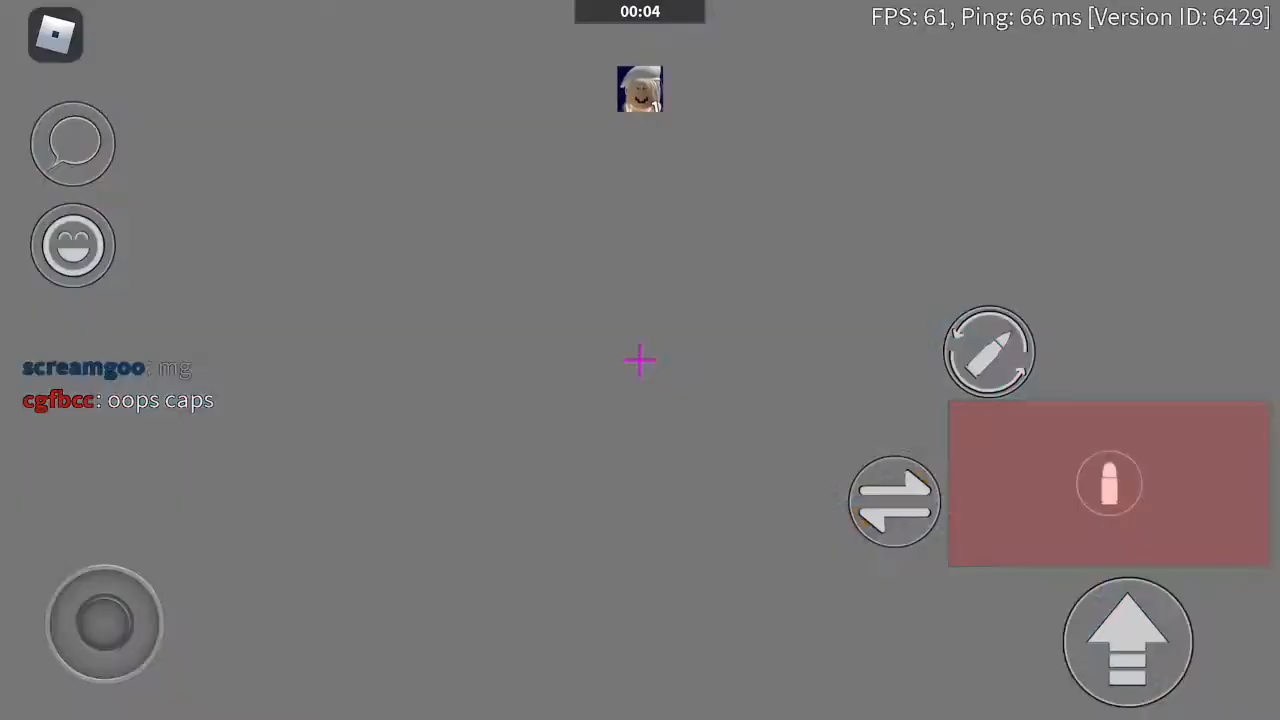 00:04
FPS: 61, Ping: 66 ms [Version ID: 6429]
screamgoo: mg
cgfbcc: oops caps